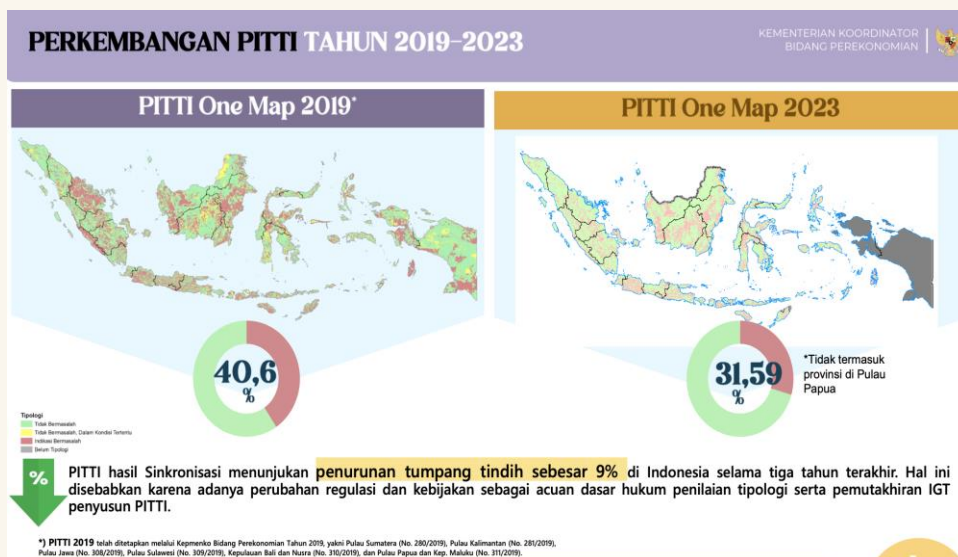 PERKEMBANGAN PITTI TAHUN 2019-2023
KEMENTERIAN KOORDINATOR
BIDANG PEREKONOMIAN
PITTI One Map 2019*
PITTI One Map 2023
40,6
%
31,59
%
*Tidak termasuk
provinsi di Pulau
Papua
Tipologi
Tidak Bermasalah
Tidak Bermasalah, Dalam Kondisi Tertentu
Indikasi Bermasalah
Belum Tipologi
%
PITTI hasil Sinkronisasi menunjukan penurunan tumpang tindih sebesar 9% di Indonesia selama tiga tahun terakhir. Hal ini
disebabkan karena adanya perubahan regulasi dan kebijakan sebagai acuan dasar hukum penilaian tipologi serta pemutakhiran IGT
penyusun PITTI.
*) PITTI 2019 telah ditetapkan melalui Kepmenko Bidang Perekonomian Tahun 2019, yakni Pulau Sumatera (No. 280/2019), Pulau Kalimantan (No. 281/2019),
Pulau Jawa (No. 308/2019), Pulau Sulawesi (No. 309/2019), Kepulauan Bali dan Nusra (No. 310/2019), dan Pulau Papua dan Kep. Maluku (No. 311/2019).